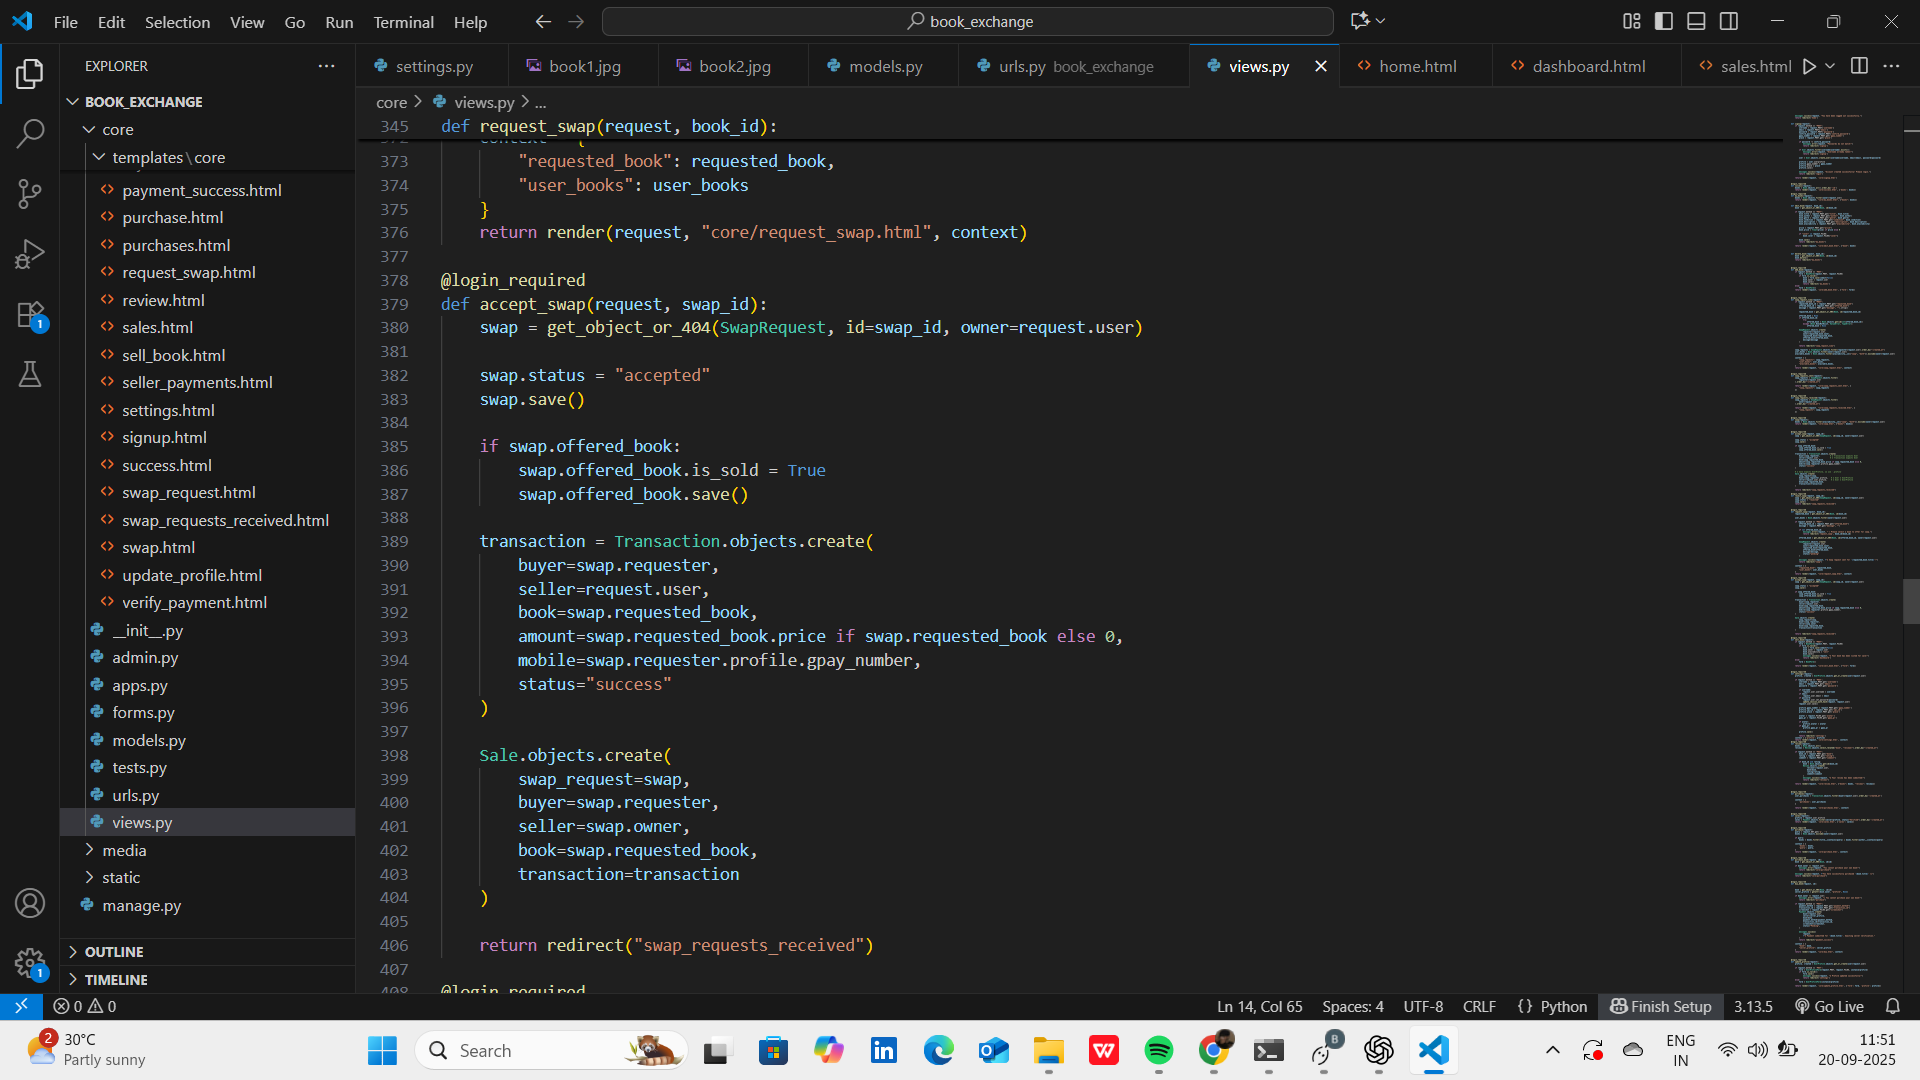 File Edit Selection View Go Run Terminal Help
book_exchange
EXPLORER
settings.py
book1.jpg
book2.jpg
models.py
urls.py book_exchange
views.py
home.html
dashboard.html
sales.html
BOOK_EXCHANGE
core
templates\core
payment_success.html
purchase.html
purchases.html
request_swap.html
review.html
sales.html
sell_book.html
seller_payments.html
settings.html
signup.html
success.html
swap_request.html
swap_requests_received.html
swap.html
update_profile.html
verify_payment.html
__init__.py
admin.py
apps.py
forms.py
models.py
tests.py
urls.py
views.py
media
static
manage.py
OUTLINE
TIMELINE
1
1
core > views.py > ...
345 def request_swap(request, book_id):
373 "requested_book": requested_book,
374 "user_books": user_books
375 }
376 return render(request, "core/request_swap.html", context)
377
378 @login_required
379 def accept_swap(request, swap_id):
380 swap = get_object_or_404(SwapRequest, id=swap_id, owner=request.user)
381
382 swap.status = "accepted"
383 swap.save()
384
385 if swap.offered_book:
386 swap.offered_book.is_sold = True
387 swap.offered_book.save()
388
389 transaction = Transaction.objects.create(
390 buyer=swap.requester,
391 seller=request.user,
392 book=swap.requested_book,
393 amount=swap.requested_book.price if swap.requested_book else 0,
394 mobile=swap.requester.profile.gpay_number,
395 status="success"
396 )
397
398 Sale.objects.create(
399 swap_request=swap,
400 buyer=swap.requester,
401 seller=swap.owner,
402 book=swap.requested_book,
403 transaction=transaction
404 )
405
406 return redirect("swap_requests_received")
407
408 @login_required
0 0
Ln 14, Col 65 Spaces: 4 UTF-8 CRLF {} Python Finish Setup 3.13.5 Go Live
2
30°C
Partly sunny
Search
ENG
IN
11:51
20-09-2025